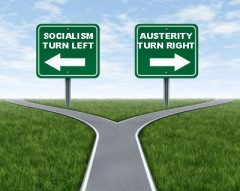 SOCIALISM
TURN LEFT
AUSTERITY
TURN RIGHT